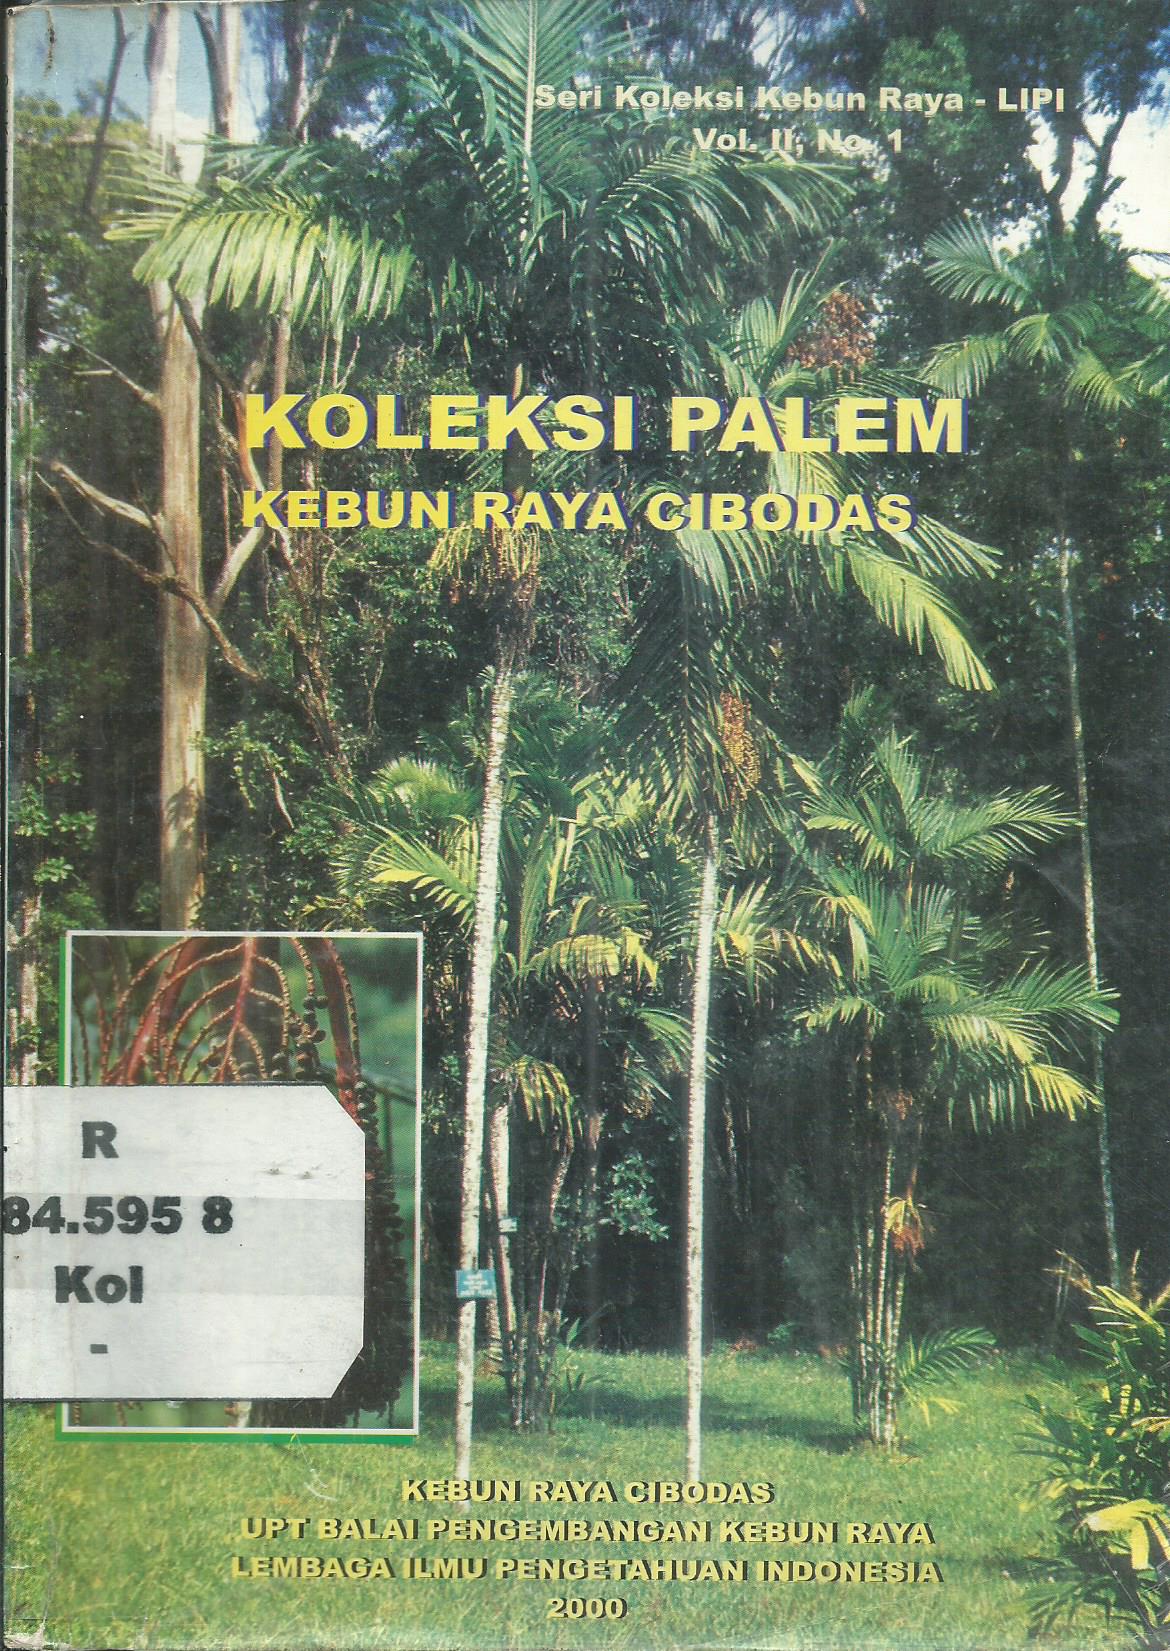 Seri Koleksi Kebun Raya - LIPI
Vol. II, No. 1
KOLEKSI PALEM
KEBUN RAYA CIBODAS
R
84.595 8
Kol
-
KEBUN RAYA CIBODAS
UPT BALAI PENGEMBANGAN KEBUN RAYA
LEMBAGA ILMU PENGETAHUAN INDONESIA
2000